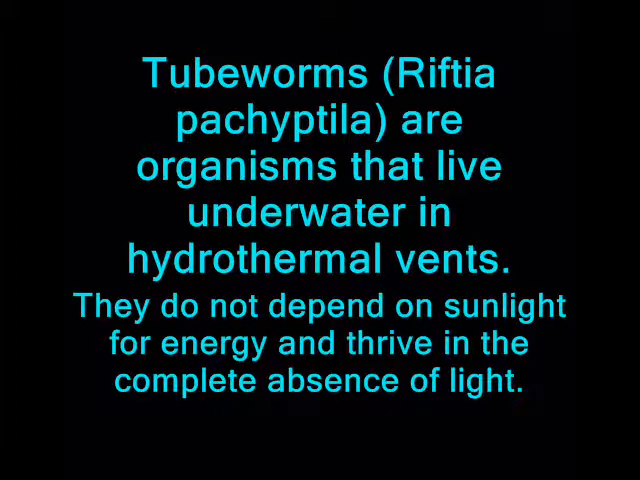 Tubeworms (Riftia
pachyptila) are
organisms that live
underwater in
hydrothermal vents.
They do not depend on sunlight
for energy and thrive in the
complete absence of light.